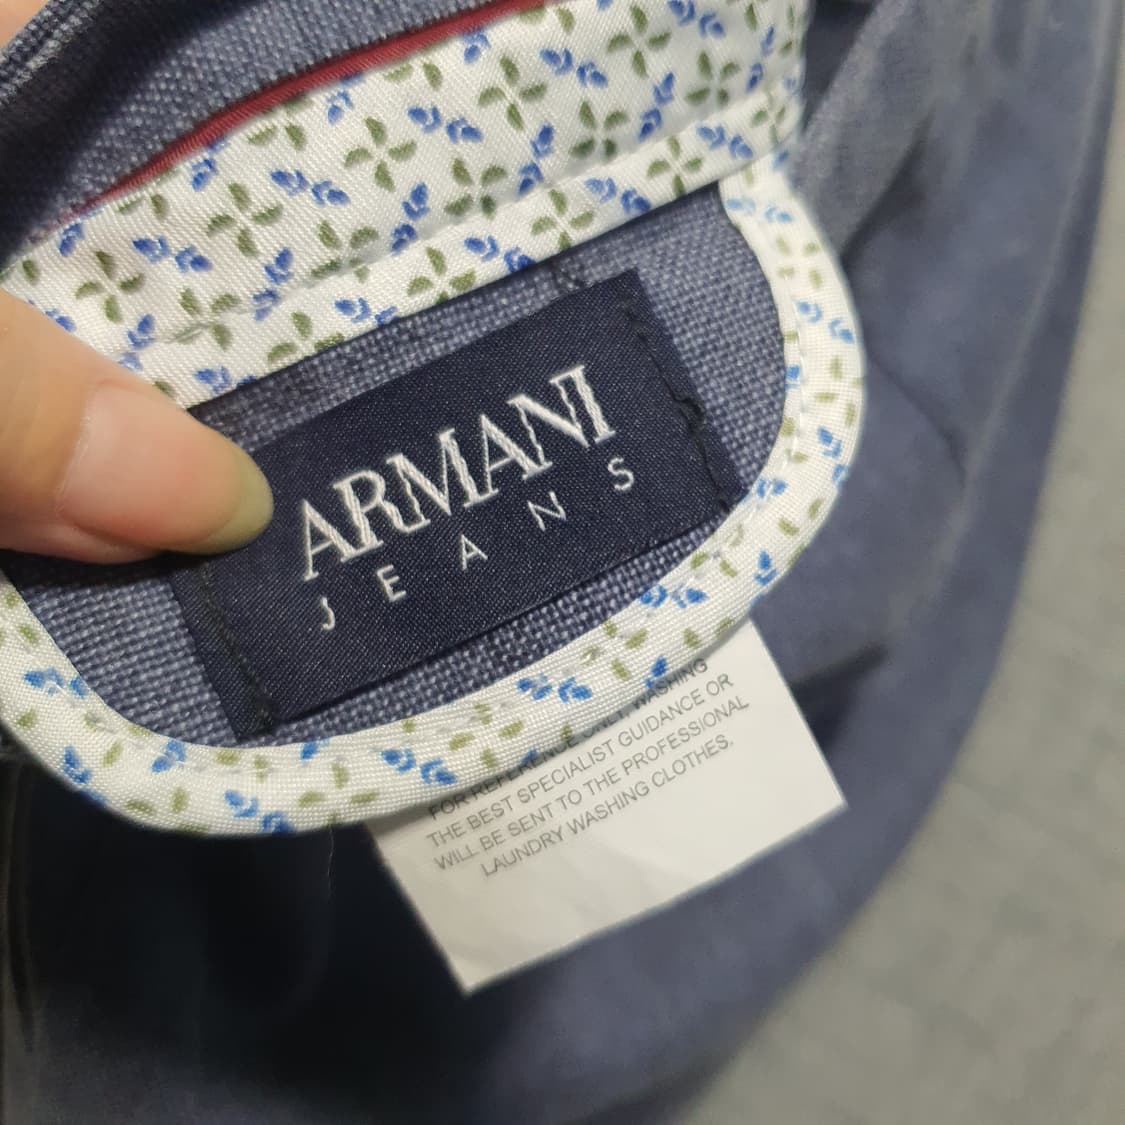 ARMANI
JEANS
FOR REFERENCE ONLY. WASHING
THE BEST SPECIALIST GUIDANCE OR
WILL BE SENT TO THE PROFESSIONAL
LAUNDRY WASHING CLOTHES.